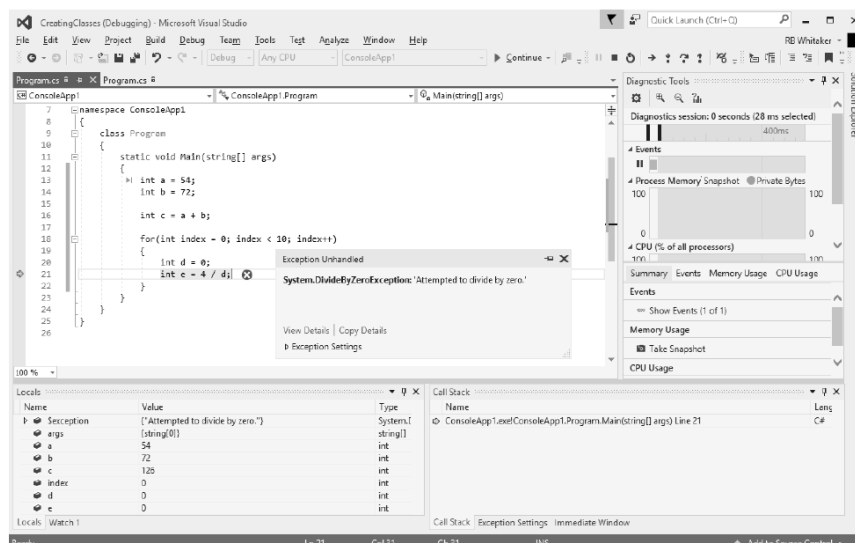 CreatingClasses (Debugging) - Microsoft Visual Studio
Quick Launch (Ctrl+Q)
File Edit View Project Build Debug Team Tools Test Analyze Window Help
RB Whitaker
Debug Any CPU ConsoleApp1 Continue
Program.cs Program.cs
ConsoleApp1 ConsoleApp1.Program Main(string[] args)
7 namespace ConsoleApp1
8 {
9 class Program
10 {
11 static void Main(string[] args)
12 {
13 int a = 54;
14 int b = 72;
15
16 int c = a + b;
17
18 for(int index = 0; index < 10; index++)
19 {
20 int d = 0;
21 int e = 4 / d;
22 }
23 }
24 }
25 }
26
100 %
Exception Unhandled
System.DivideByZeroException: 'Attempted to divide by zero.'
View Details | Copy Details
Exception Settings
Diagnostic Tools
Diagnostics session: 0 seconds (28 ms selected)
400ms
Events
Process Memory Snapshot Private Bytes
100 100
0 0
CPU (% of all processors)
100 100
Summary Events Memory Usage CPU Usage
Events
Show Events (1 of 1)
Memory Usage
Take Snapshot
CPU Usage
Solution Explorer
Locals
Name Value Type
$exception {"Attempted to divide by zero."} System.[
args {string[0]} string[]
a 54 int
b 72 int
c 126 int
index 0 int
d 0 int
e 0 int
Locals Watch 1
Call Stack
Name Lang
ConsoleApp1.exe!ConsoleApp1.Program.Main(string[] args) Line 21 C#
Call Stack Exception Settings Immediate Window